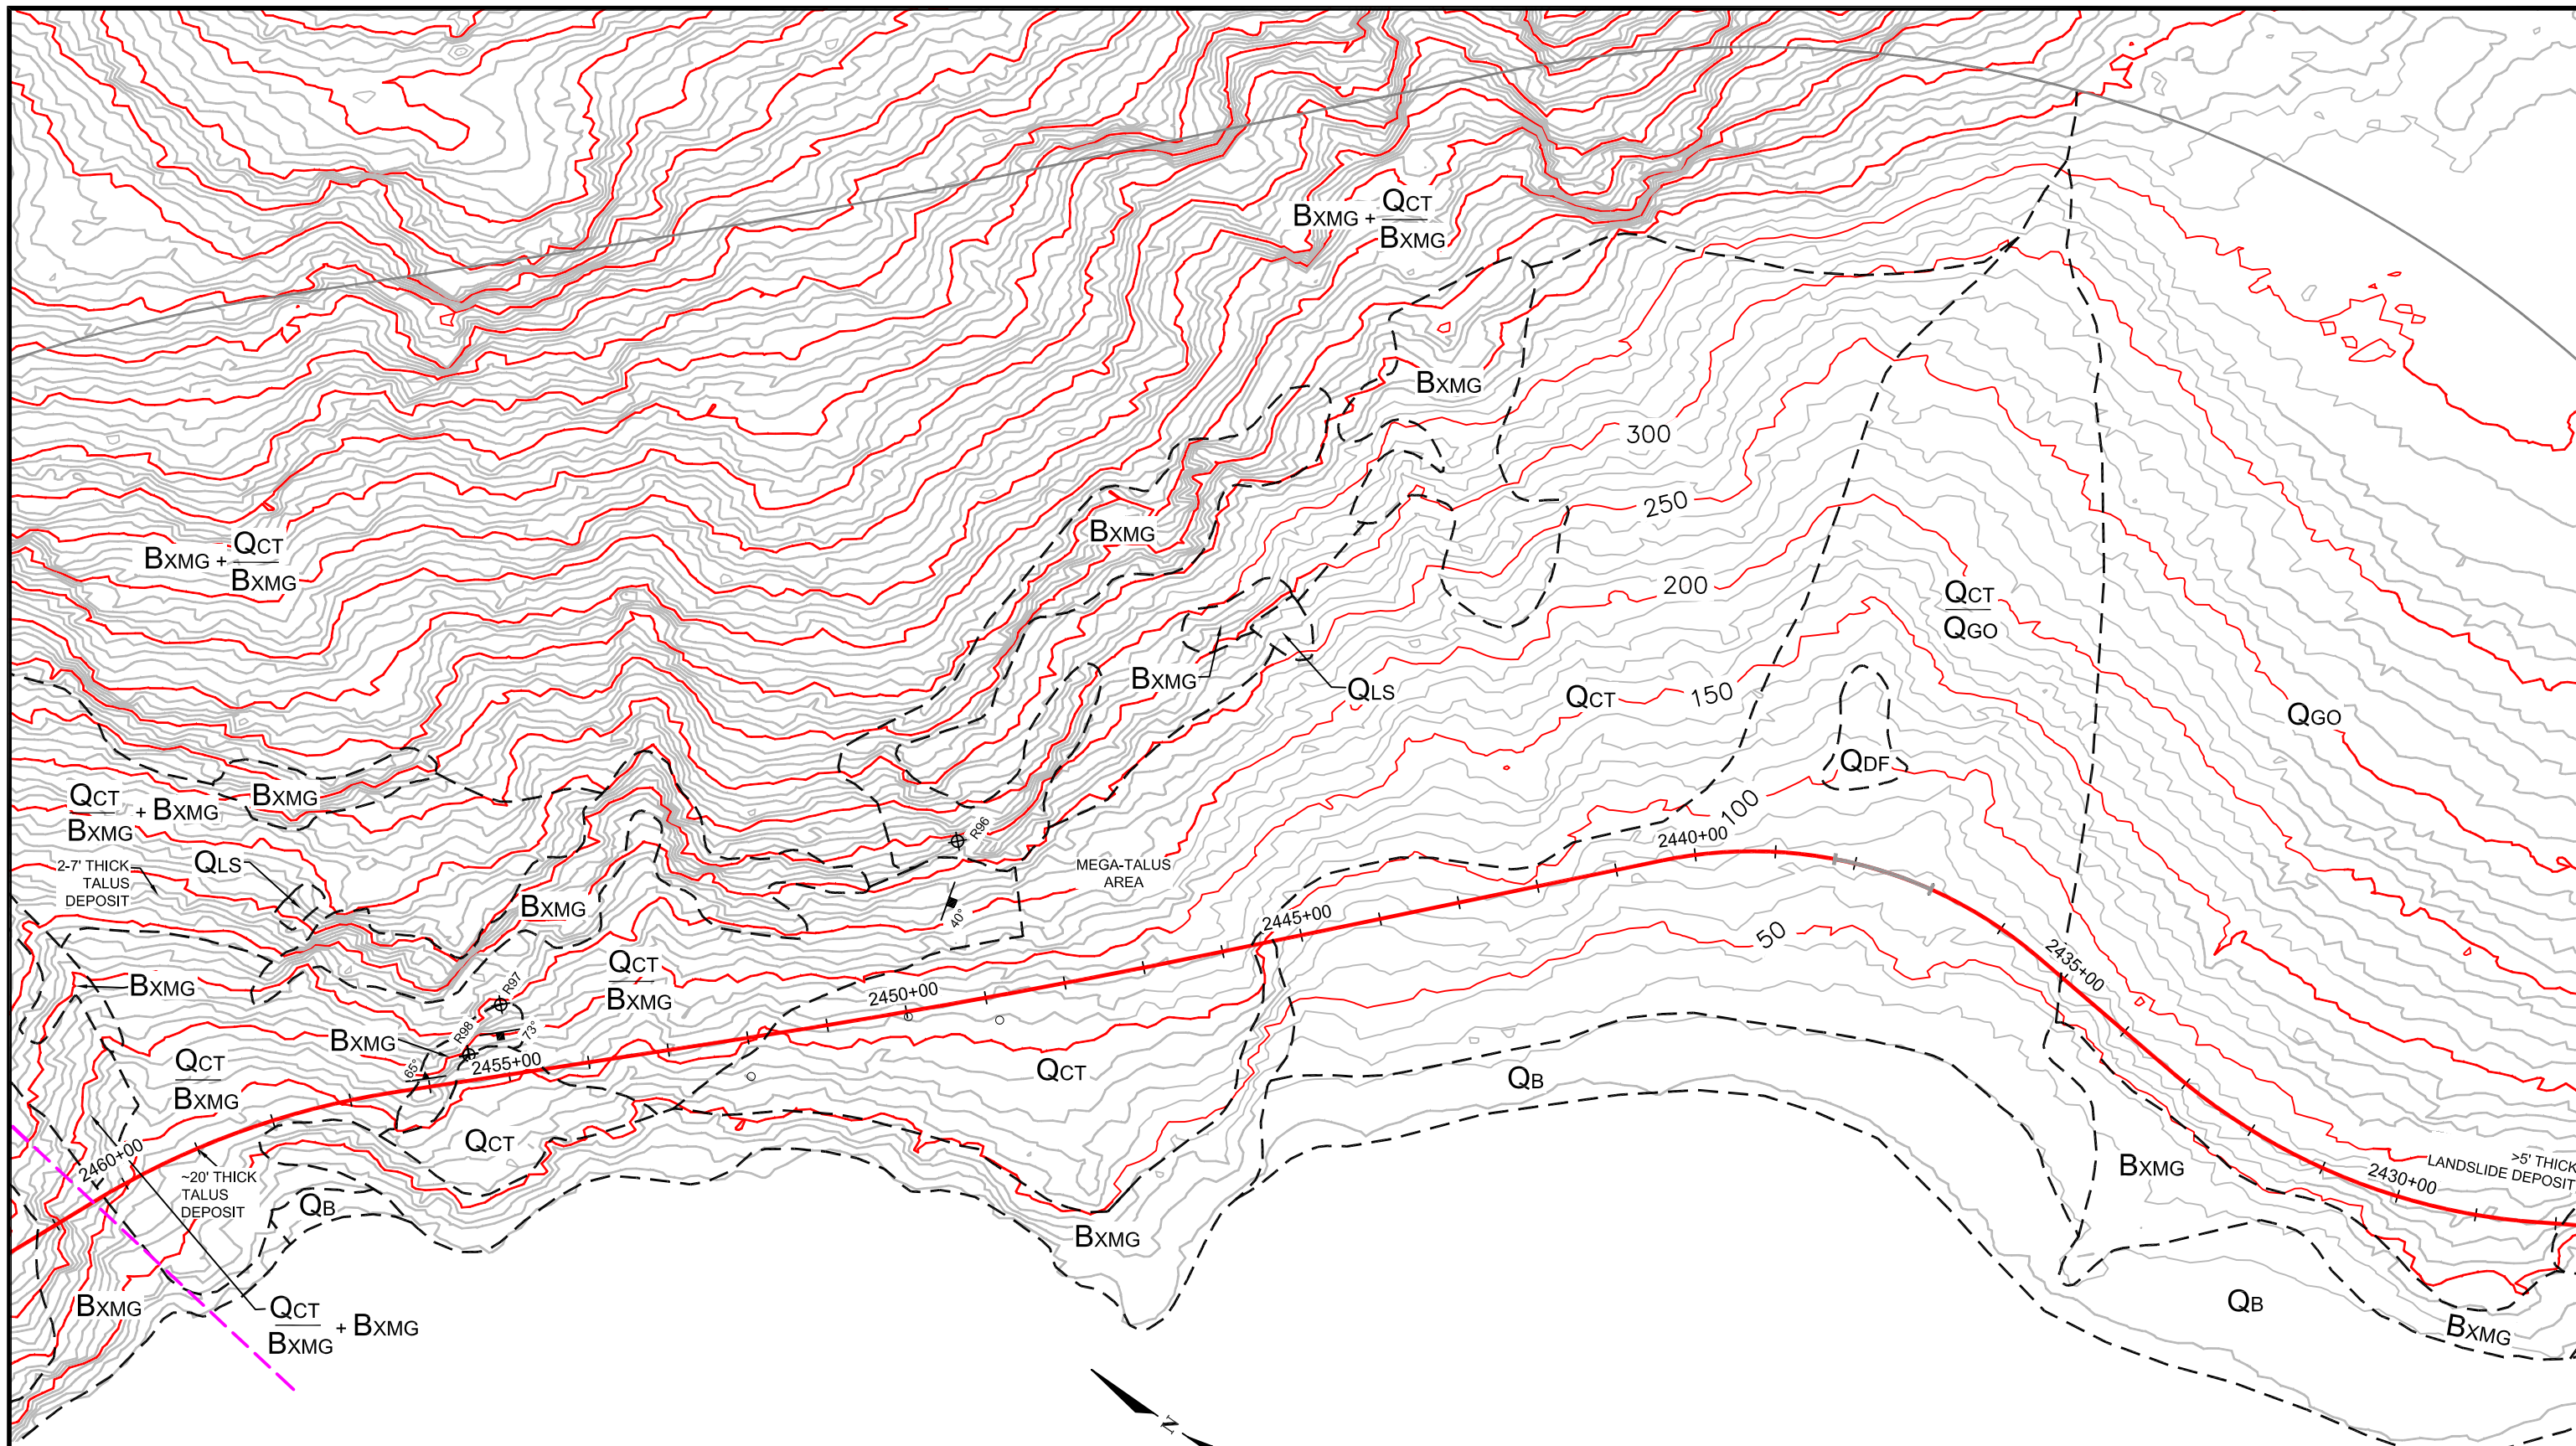 QCT
BXMG + BXMG
300
BXMG
250
BXMG
QCT
BXMG + BXMG
200
QCT
QGO
BXMG
QLS
QCT
150
QGO
QDF
QCT
BXMG + BXMG
BXMG
100
R96
2440+00
QLS
2-7' THICK
TALUS
DEPOSIT
MEGA-TALUS
AREA
BXMG
40°
2445+00
50
2435+00
QCT
BXMG
BXMG
R97
2450+00
R98
73°
BXMG
65°
2455+00
QCT
BXMG
QCT
QB
QCT
2460+00
~20' THICK
TALUS
DEPOSIT
QB
BXMG
>5' THICK
LANDSLIDE DEPOSIT
2430+00
BXMG
BXMG
QCT
BXMG + BXMG
QB
BXMG
N